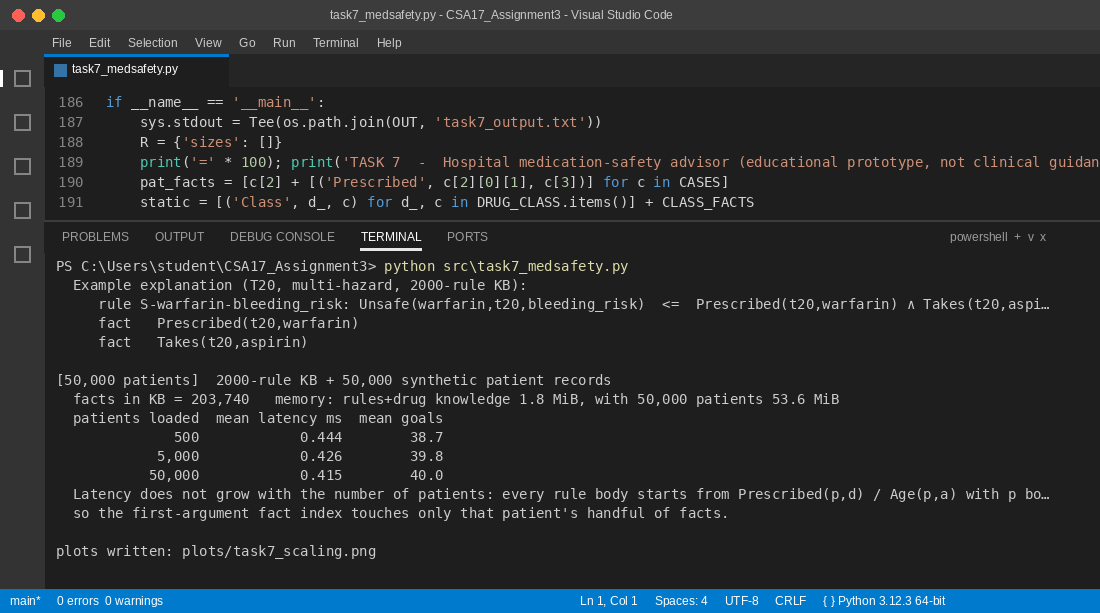 task7_medsafety.py - CSA17_Assignment3 - Visual Studio Code
File Edit Selection View Go Run Terminal Help
task7_medsafety.py
186 if __name__ == '__main__':
187     sys.stdout = Tee(os.path.join(OUT, 'task7_output.txt'))
188     R = {'sizes': []}
189     print('=' * 100); print('TASK 7  -  Hospital medication-safety advisor (educational prototype, not clinical guidan
190     pat_facts = [c[2] + [('Prescribed', c[2][0][1], c[3])] for c in CASES]
191     static = [('Class', d_, c) for d_, c in DRUG_CLASS.items()] + CLASS_FACTS
PROBLEMS OUTPUT DEBUG CONSOLE TERMINAL PORTS powershell + v x
PS C:\Users\student\CSA17_Assignment3> python src\task7_medsafety.py
  Example explanation (T20, multi-hazard, 2000-rule KB):
     rule S-warfarin-bleeding_risk: Unsafe(warfarin,t20,bleeding_risk)  <=  Prescribed(t20,warfarin) ∧ Takes(t20,aspi…
     fact   Prescribed(t20,warfarin)
     fact   Takes(t20,aspirin)
[50,000 patients]  2000-rule KB + 50,000 synthetic patient records
  facts in KB = 203,740   memory: rules+drug knowledge 1.8 MiB, with 50,000 patients 53.6 MiB
  patients loaded  mean latency ms  mean goals
              500            0.444        38.7
            5,000            0.426        39.8
           50,000            0.415        40.0
  Latency does not grow with the number of patients: every rule body starts from Prescribed(p,d) / Age(p,a) with p bo…
  so the first-argument fact index touches only that patient's handful of facts.
plots written: plots/task7_scaling.png
main* 0 errors 0 warnings Ln 1, Col 1 Spaces: 4 UTF-8 CRLF { } Python 3.12.3 64-bit